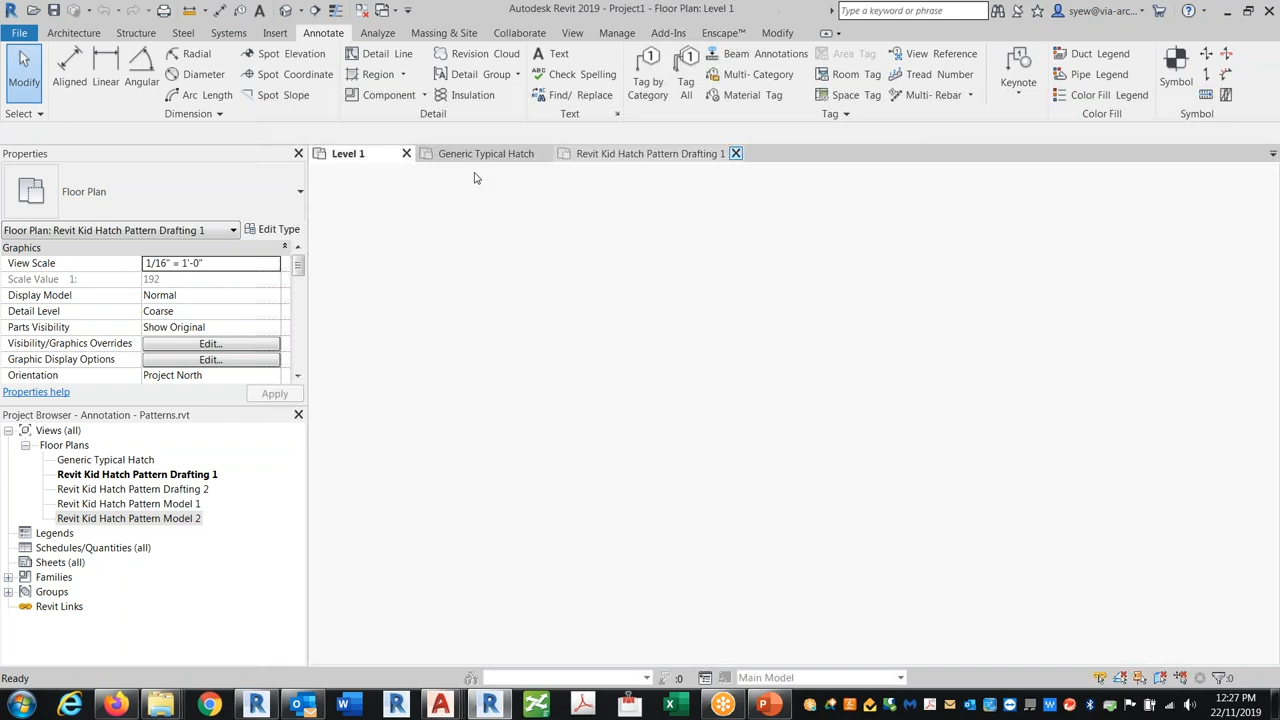 Autodesk Revit 2019 - Project1 - Floor Plan: Level 1
Type a keyword or phrase
syew@via-arc...
File Architecture Structure Steel Systems Insert Annotate Analyze Massing & Site Collaborate View Manage Add-Ins Enscape™ Modify
Modify
Select
Aligned Linear Angular
Radial
Diameter
Arc Length
Spot Elevation
Spot Coordinate
Spot Slope
Dimension
Detail Line
Region
Component
Revision Cloud
Detail Group
Insulation
Detail
Text
Check Spelling
Find/ Replace
Text
Tag by Category
Tag All
Beam Annotations
Multi- Category
Material Tag
Area Tag
Room Tag
Space Tag
View Reference
Tread Number
Multi- Rebar
Tag
Keynote
Duct Legend
Pipe Legend
Color Fill Legend
Color Fill
Symbol
Symbol
Properties
Level 1 Generic Typical Hatch Revit Kid Hatch Pattern Drafting 1
Floor Plan
Floor Plan: Revit Kid Hatch Pattern Drafting 1 Edit Type
Graphics
View Scale 1/16" = 1'-0"
Scale Value 1: 192
Display Model Normal
Detail Level Coarse
Parts Visibility Show Original
Visibility/Graphics Overrides Edit...
Graphic Display Options Edit...
Orientation Project North
Properties help Apply
Project Browser - Annotation - Patterns.rvt
Views (all)
Floor Plans
Generic Typical Hatch
Revit Kid Hatch Pattern Drafting 1
Revit Kid Hatch Pattern Drafting 2
Revit Kid Hatch Pattern Model 1
Revit Kid Hatch Pattern Model 2
Legends
Schedules/Quantities (all)
Sheets (all)
Families
Groups
Revit Links
Ready
:0
Main Model
:0
12:27 PM
22/11/2019